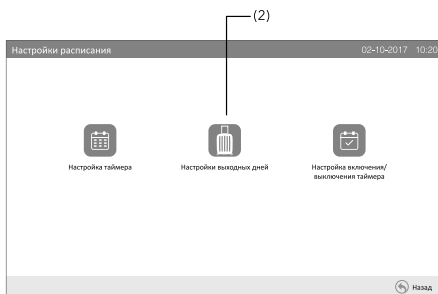 (2)
Настройки расписания 02-10-2017 10:20
Настройка таймера
Настройки выходных дней
Настройка включения/
выключения таймера
Назад